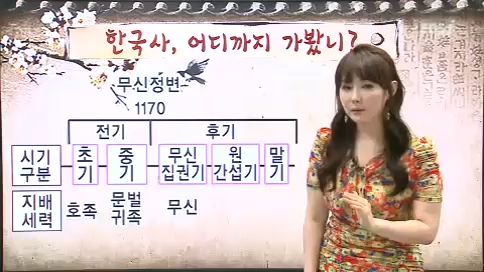 한국사, 어디까지 가봤니?
무신정변
1170
전기 후기
시기 구분 초기 중기 무신 집권기 원 간섭기 말기
지배 세력 호족 문벌 귀족 무신